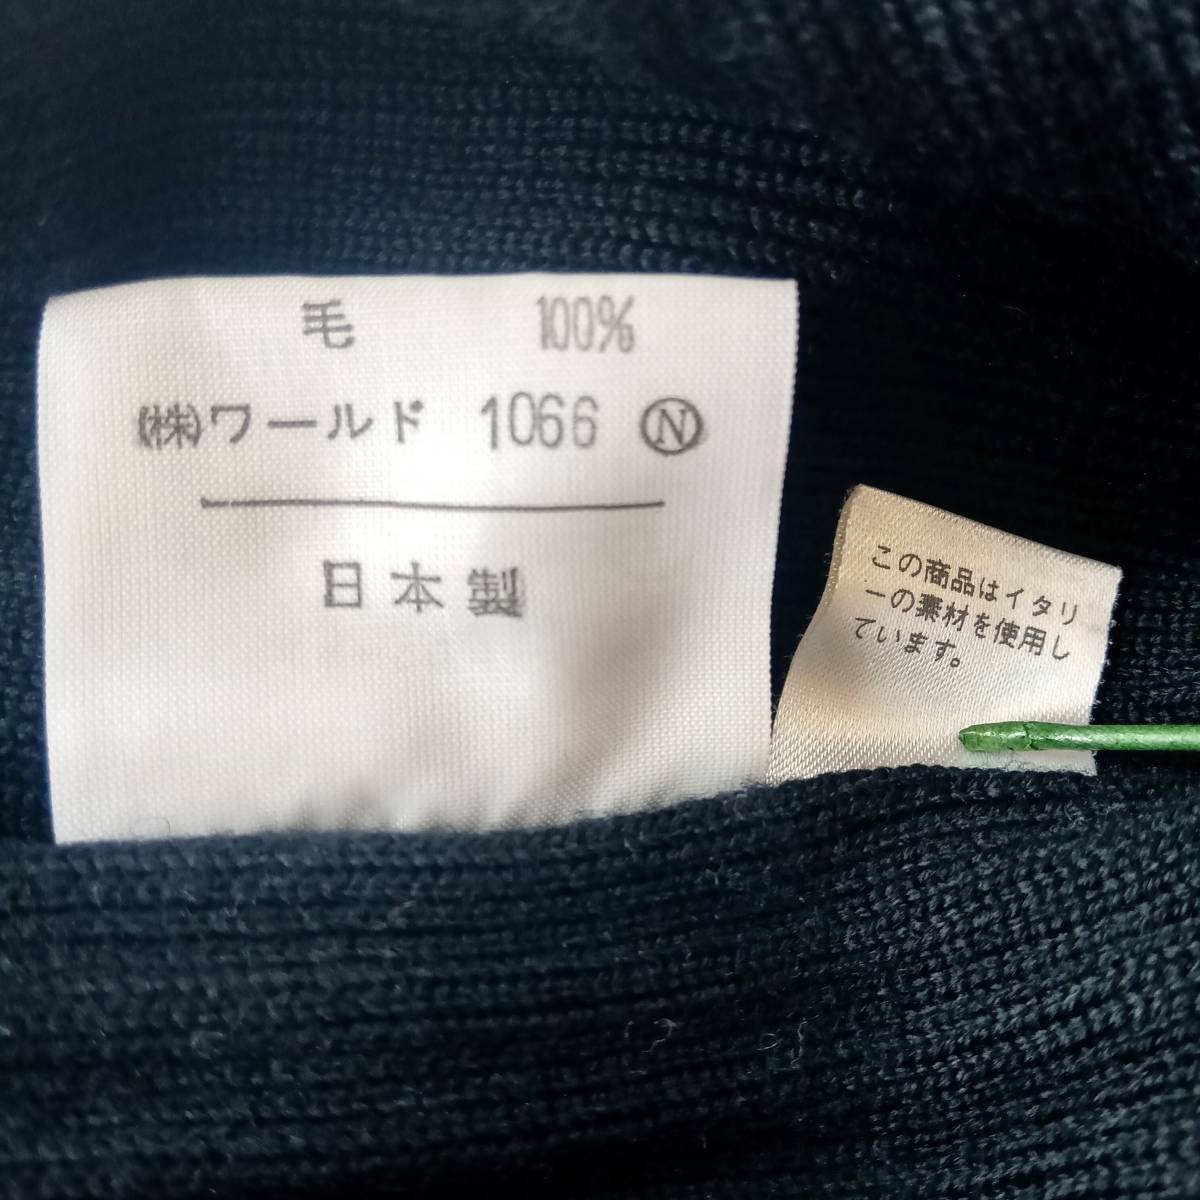 毛 100%
(株)ワールド 1066 Ⓝ
日本製
この商品はイタリ
ーの素材を使用し
ています。